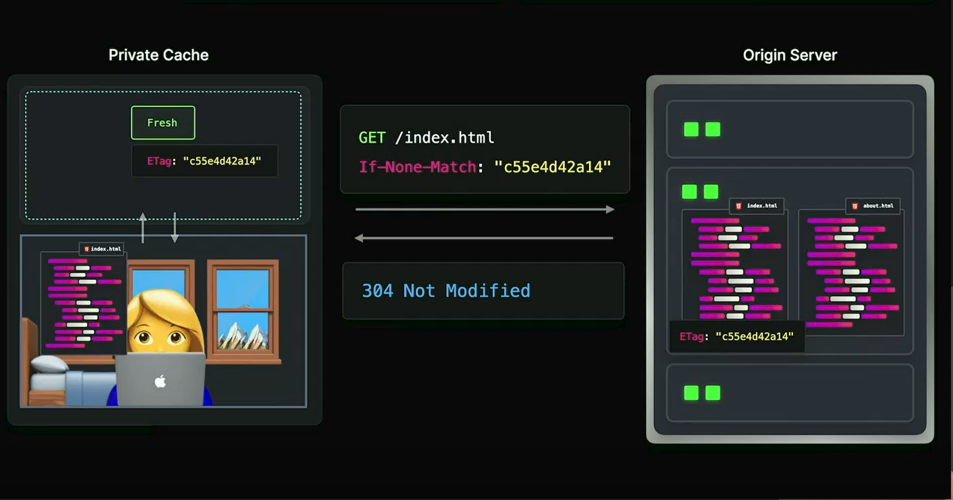 Private Cache
Origin Server
Fresh
ETag: "c55e4d42a14"
GET /index.html
If-None-Match: "c55e4d42a14"
304 Not Modified
index.html
index.html
about.html
ETag: "c55e4d42a14"